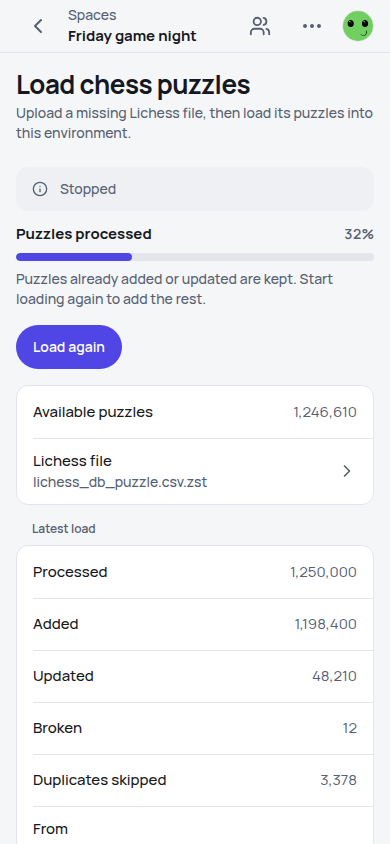 Spaces
Friday game night
Load chess puzzles
Upload a missing Lichess file, then load its puzzles into
this environment.
Stopped
Puzzles processed 32%
Puzzles already added or updated are kept. Start
loading again to add the rest.
Load again
Available puzzles 1,246,610
Lichess file
lichess_db_puzzle.csv.zst
Latest load
Processed 1,250,000
Added 1,198,400
Updated 48,210
Broken 12
Duplicates skipped 3,378
From